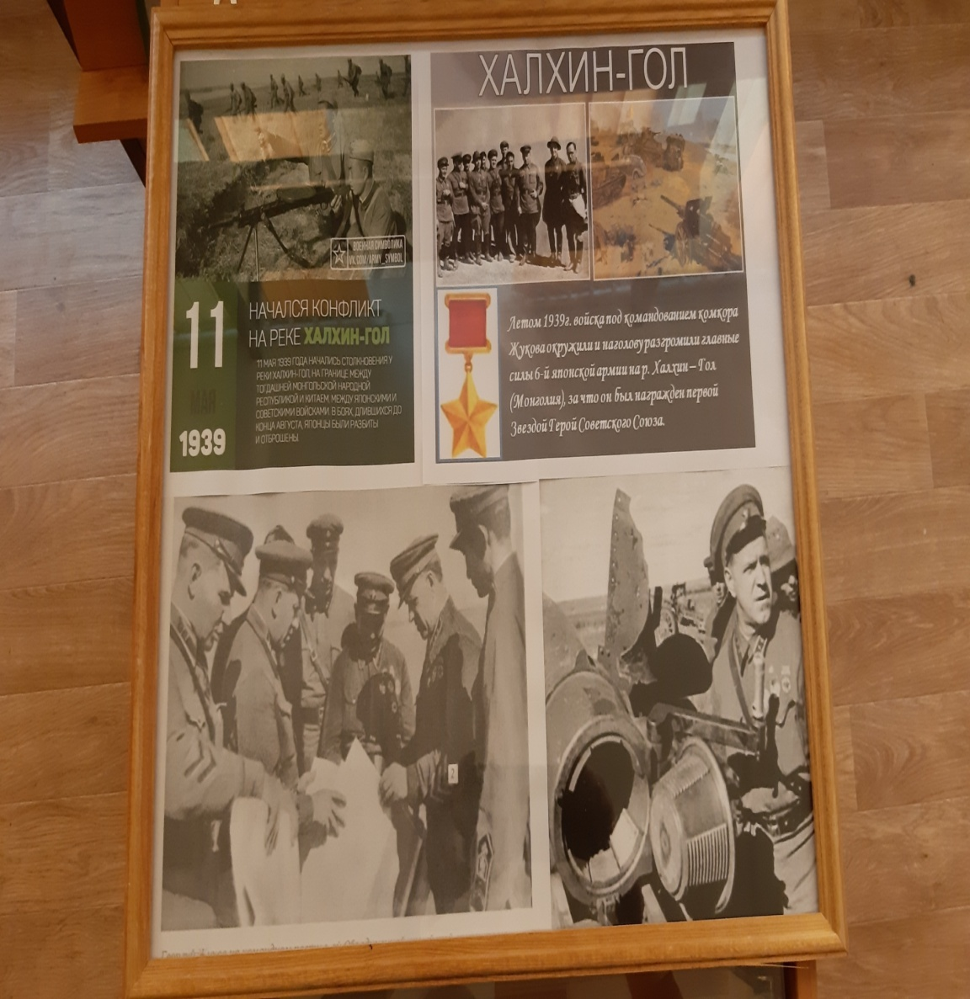 ВОЕННАЯ СИМВОЛИКА
VK.COM/ARMY_SYMBOL
11
МАЯ
1939
НАЧАЛСЯ КОНФЛИКТ
НА РЕКЕ ХАЛХИН-ГОЛ
11 МАЯ 1939 ГОДА НАЧАЛИСЬ СТОЛКНОВЕНИЯ У
РЕКИ ХАЛХИН-ГОЛ НА ГРАНИЦЕ МЕЖДУ
ТОГДАШНЕЙ МОНГОЛЬСКОЙ НАРОДНОЙ
РЕСПУБЛИКОЙ И КИТАЕМ, МЕЖДУ ЯПОНСКИМИ И
СОВЕТСКИМИ ВОЙСКАМИ. В БОЯХ, ДЛИВШИХСЯ ДО
КОНЦА АВГУСТА, ЯПОНЦЫ БЫЛИ РАЗБИТЫ
И ОТБРОШЕНЫ
ХАЛХИН-ГОЛ
Летом 1939г. войска под командованием комкора
Жукова окружили и наголову разгромили главные
силы 6-й японской армии на р. Халхин – Гол
(Монголия), за что он был награжден первой
Звездой Герой Советского Союза.
2